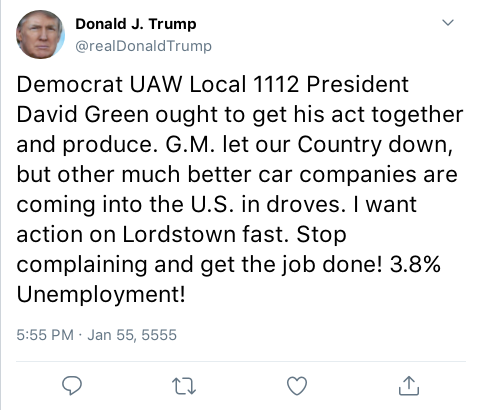 Donald J. Trump
@realDonaldTrump
Democrat UAW Local 1112 President
David Green ought to get his act together
and produce. G.M. let our Country down,
but other much better car companies are
coming into the U.S. in droves. I want
action on Lordstown fast. Stop
complaining and get the job done! 3.8%
Unemployment!
5:55 PM · Jan 55, 5555